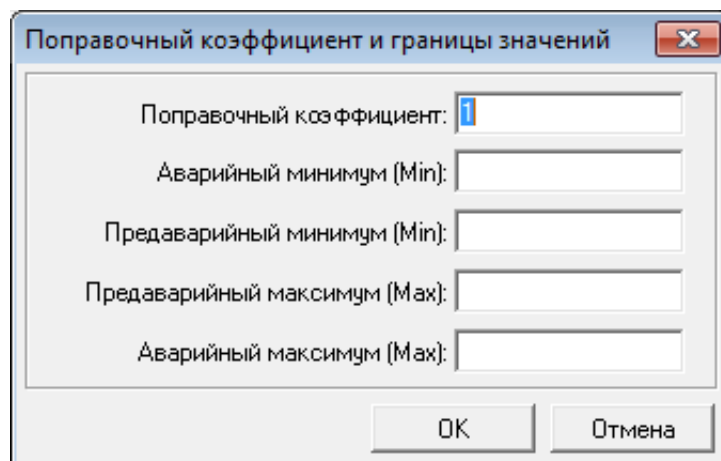 Поправочный коэффициент и границы значений
Поправочный коэффициент: 1
Аварийный минимум (Min):
Предаварийный минимум (Min):
Предаварийный максимум (Max):
Аварийный максимум (Max):
OK Отмена